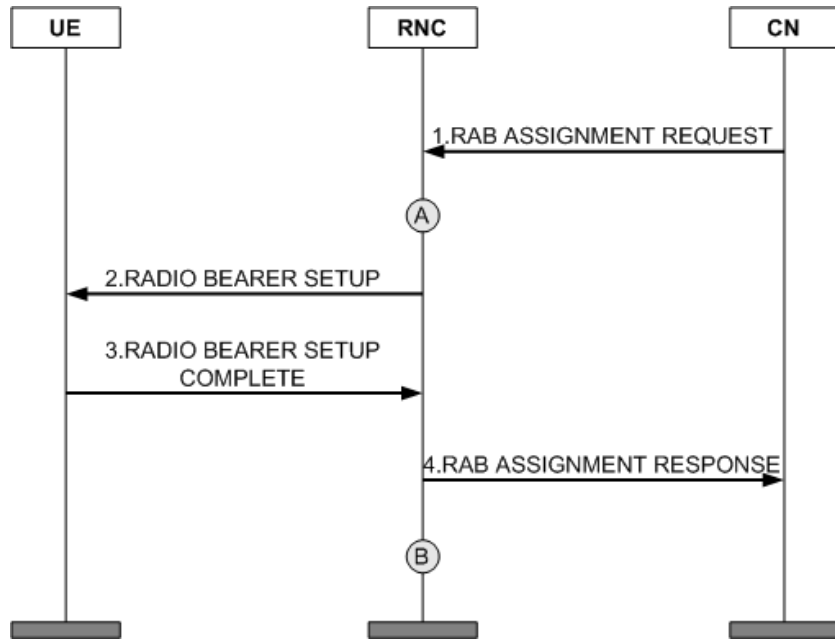 UE
RNC
CN
1.RAB ASSIGNMENT REQUEST
A
2.RADIO BEARER SETUP
3.RADIO BEARER SETUP
COMPLETE
4.RAB ASSIGNMENT RESPONSE
B